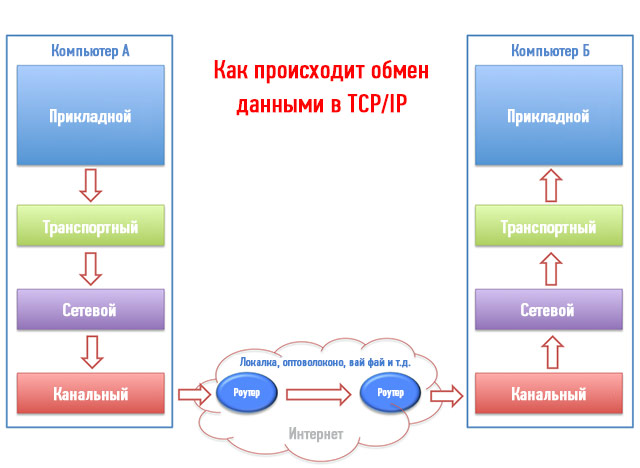 Компьютер А
Прикладной
Транспортный
Сетевой
Канальный
Как происходит обмен
данными в TCP/IP
Локалка, оптоволоконо, вай фай и т.д.
Роутер
Роутер
Интернет
Компьютер Б
Прикладной
Транспортный
Сетевой
Канальный